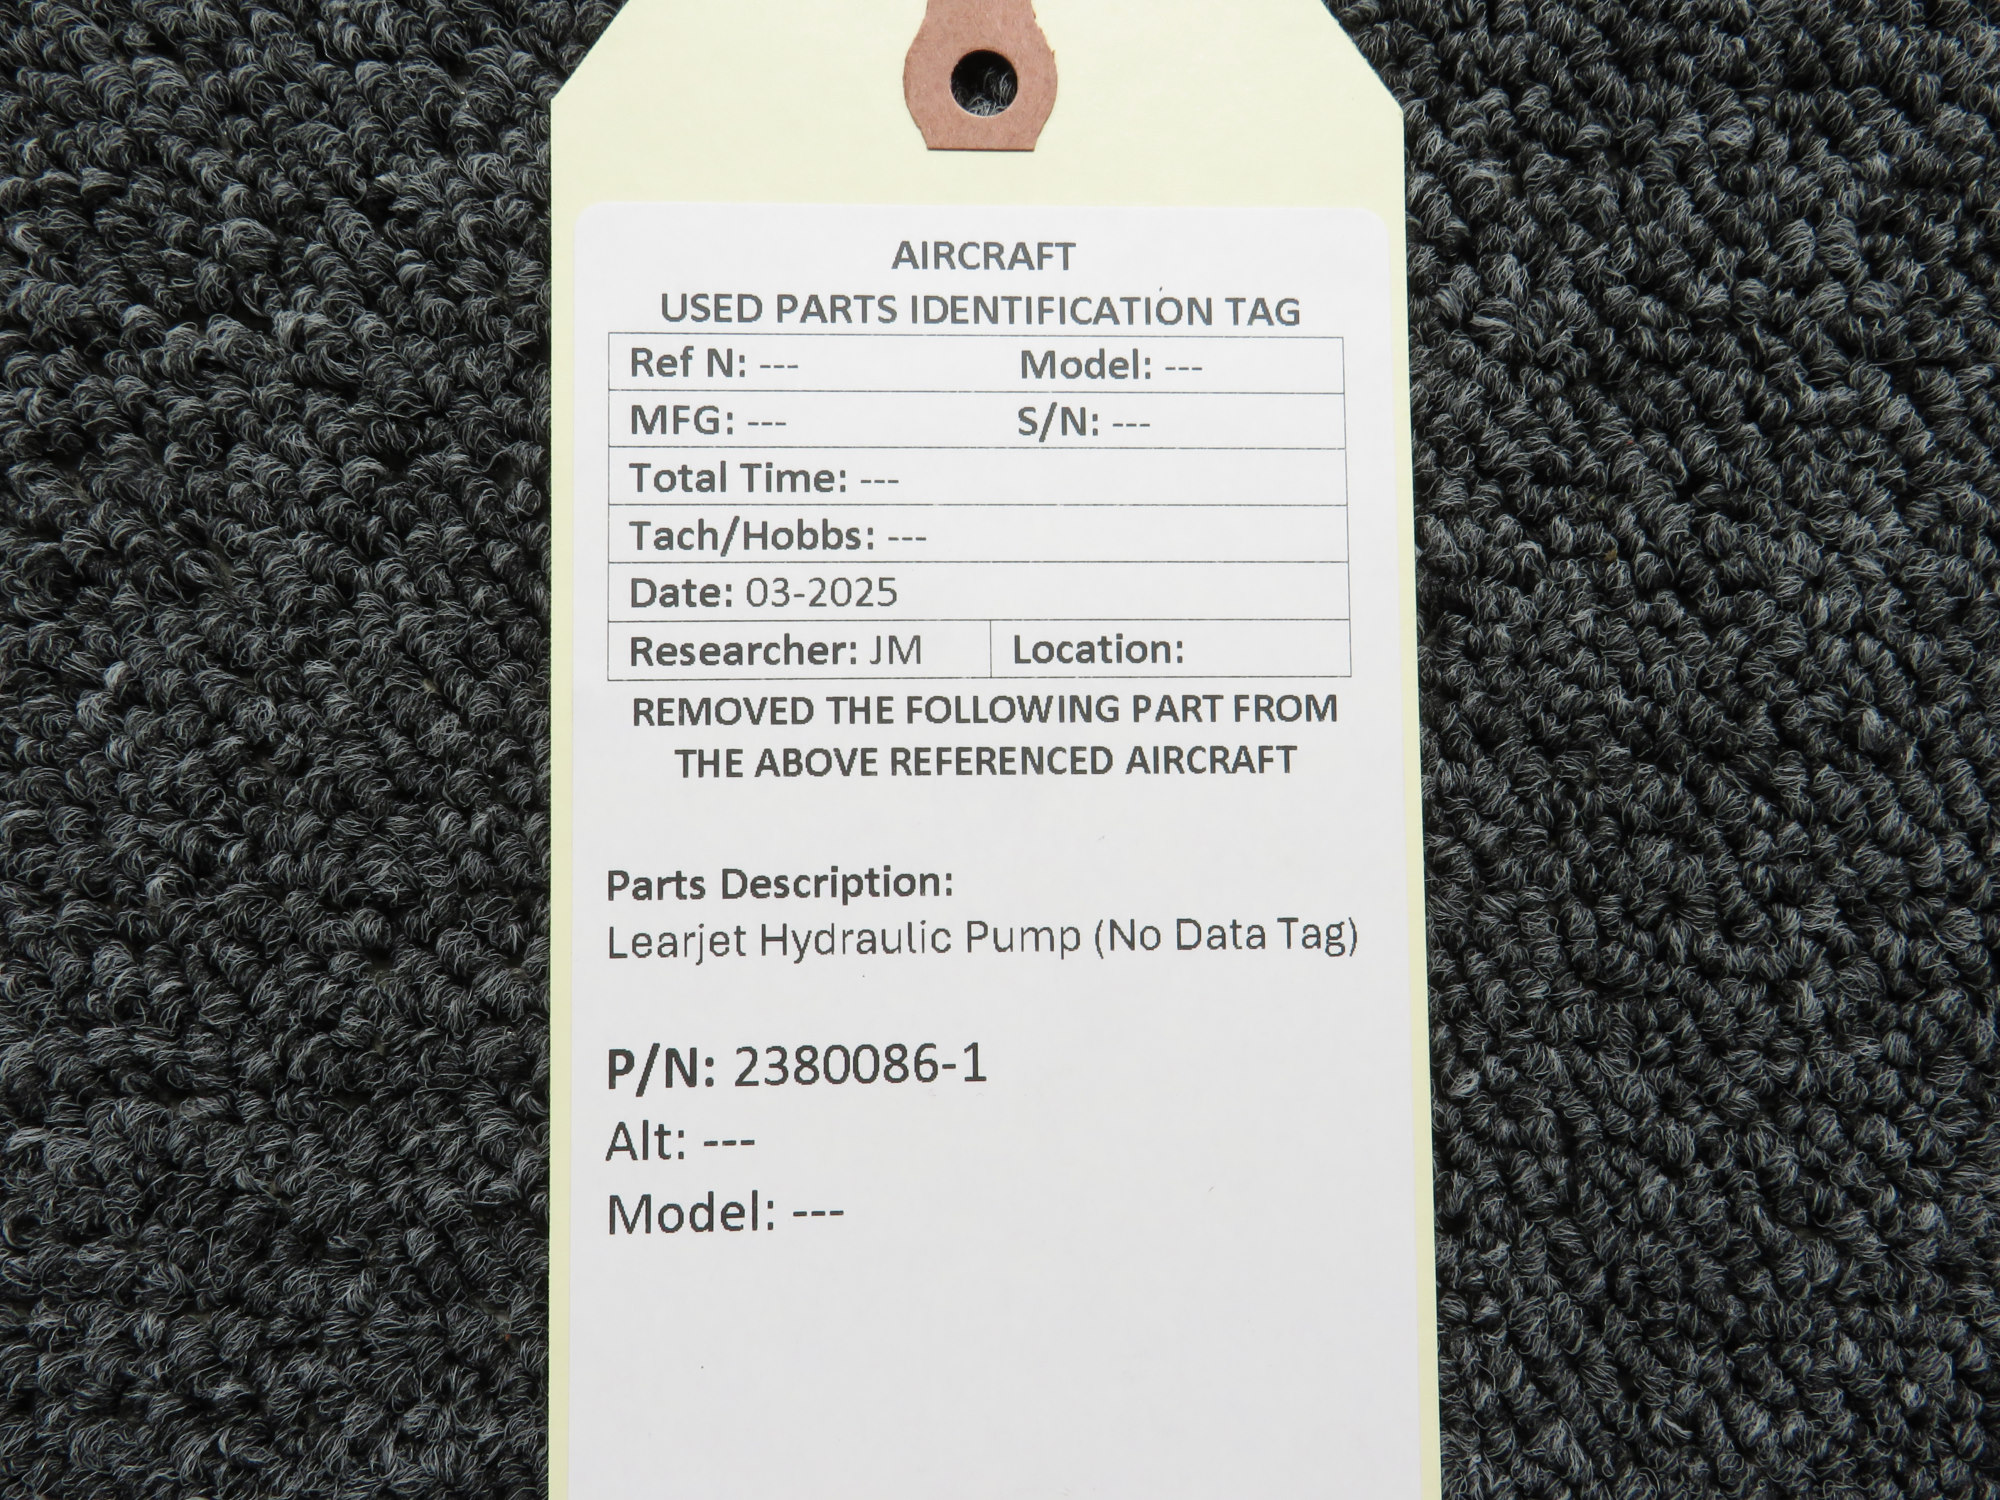 AIRCRAFT
USED PARTS IDENTIFICATION TAG
Ref N: --- Model: ---
MFG: --- S/N: ---
Total Time: ---
Tach/Hobbs: ---
Date: 03-2025
Researcher: JM Location:
REMOVED THE FOLLOWING PART FROM
THE ABOVE REFERENCED AIRCRAFT
Parts Description:
Learjet Hydraulic Pump (No Data Tag)
P/N: 2380086-1
Alt: ---
Model: ---